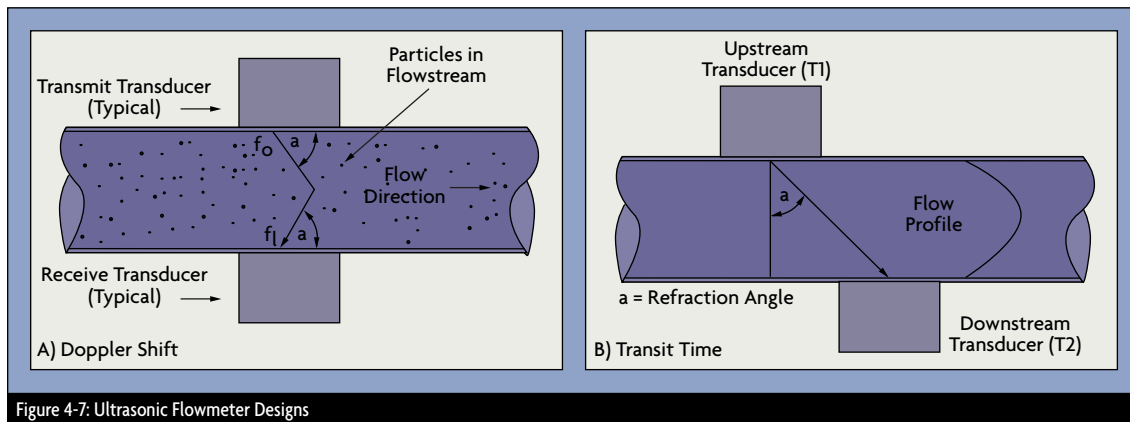 Transmit Transducer
(Typical)
Particles in
Flowstream
fo
a
Flow
Direction
fl
a
Receive Transducer
(Typical)
A) Doppler Shift
Upstream
Transducer (T1)
a
Flow
Profile
a = Refraction Angle
Downstream
Transducer (T2)
B) Transit Time
Figure 4-7: Ultrasonic Flowmeter Designs